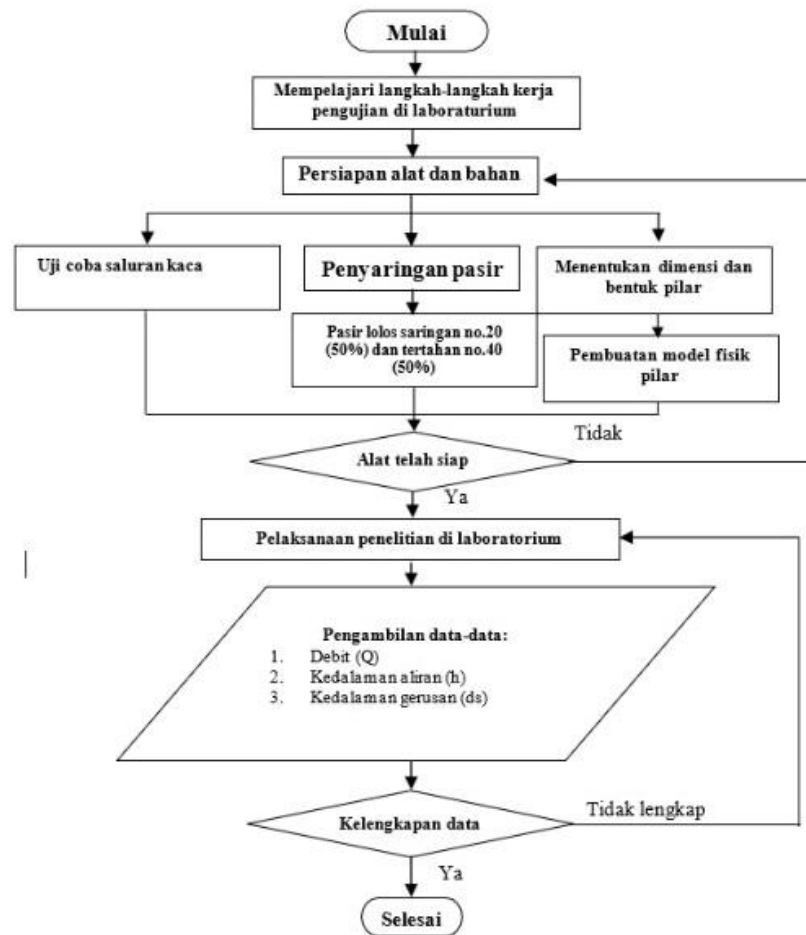 Mulai
Mempelajari langkah-langkah kerja
pengujian di laboraturium
Persiapan alat dan bahan
Uji coba saluran kaca
Penyaringan pasir
Menentukan dimensi dan
bentuk pilar
Pasir lolos saringan no.20
(50%) dan tertahan no.40
(50%)
Pembuatan model fisik
pilar
Tidak
Alat telah siap
Ya
Pelaksanaan penelitian di laboratorium
Pengambilan data-data:
1. Debit (Q)
2. Kedalaman aliran (h)
3. Kedalaman gerusan (ds)
Tidak lengkap
Kelengkapan data
Ya
Selesai